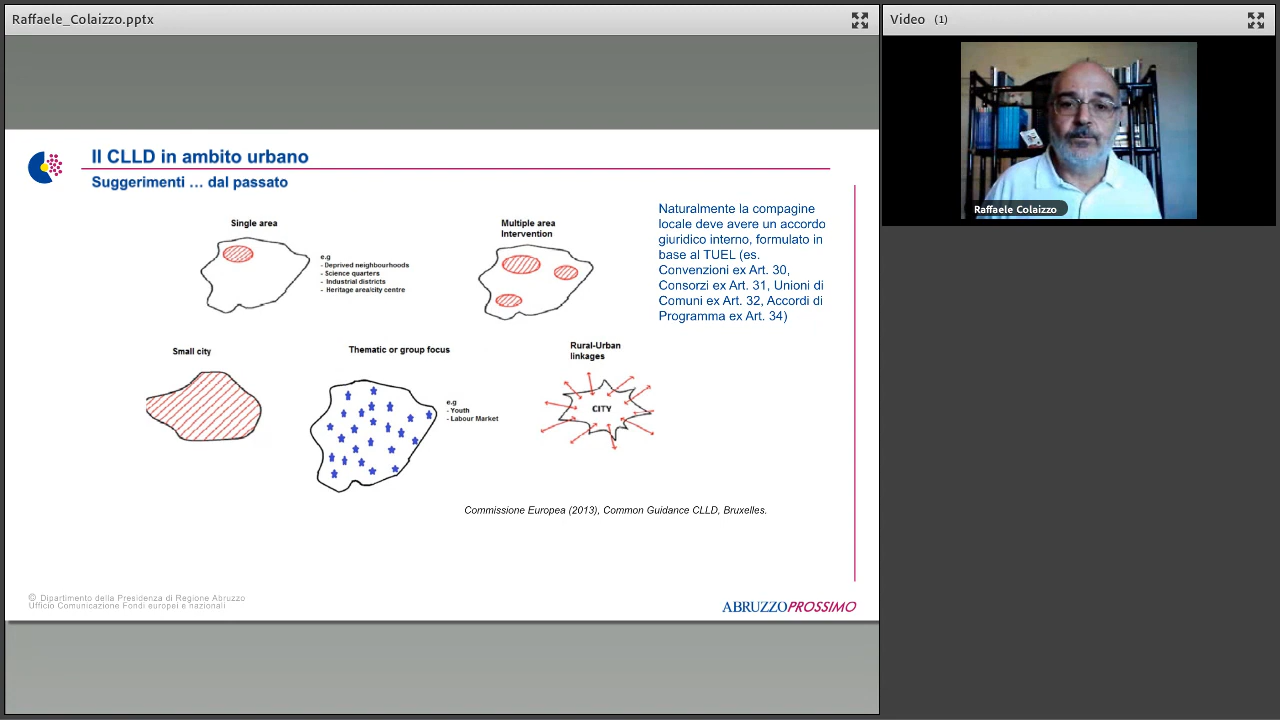 Raffaele_Colaizzo.pptx
Video (1)
Raffaele Colaizzo
Il CLLD in ambito urbano
Suggerimenti ... dal passato
Single area
e.g
- Deprived neighbourhoods
- Science quarters
- Industrial districts
- Heritage area/city centre
Multiple area
Intervention
Naturalmente la compagine
locale deve avere un accordo
giuridico interno, formulato in
base al TUEL (es.
Convenzioni ex Art. 30,
Consorzi ex Art. 31, Unioni di
Comuni ex Art. 32, Accordi di
Programma ex Art. 34)
Small city
Thematic or group focus
e.g
- Youth
- Labour Market
Rural-Urban
linkages
CITY
Commissione Europea (2013), Common Guidance CLLD, Bruxelles.
© Dipartimento della Presidenza di Regione Abruzzo
Ufficio Comunicazione Fondi europei e nazionali
ABRUZZOPROSSIMO